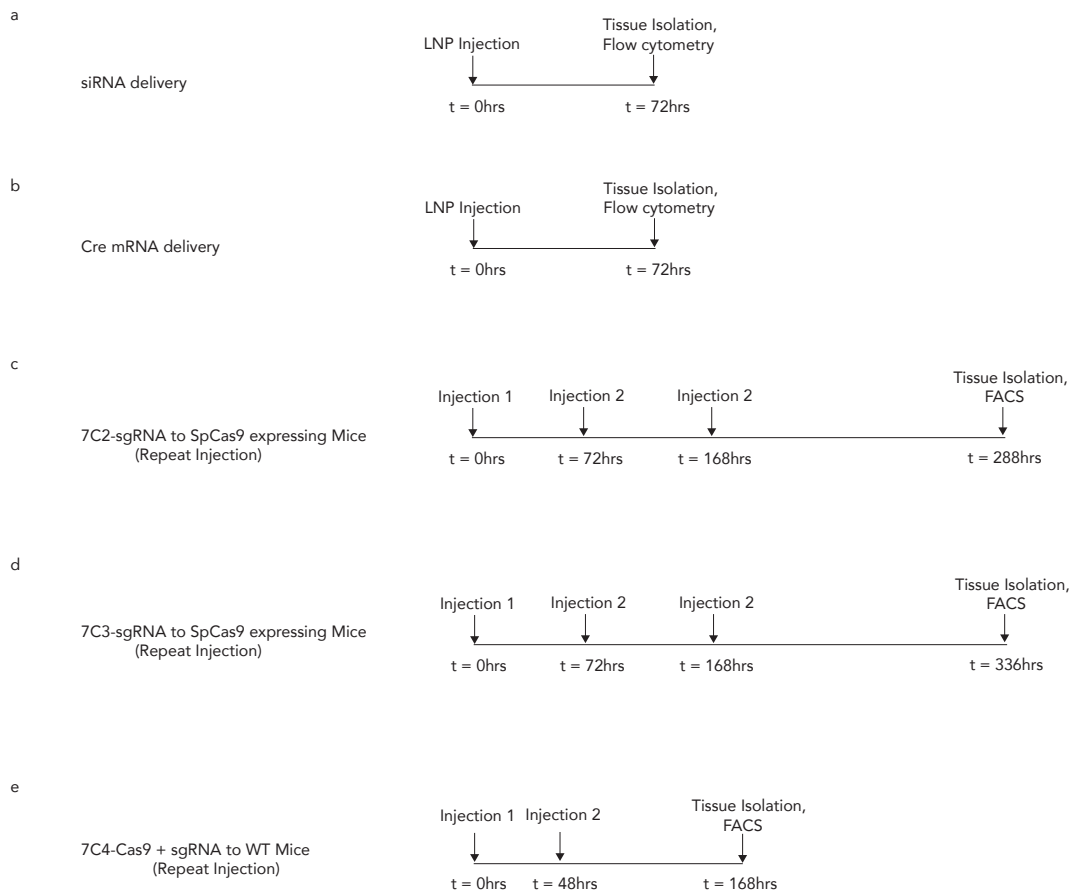 a
siRNA delivery
LNP Injection
Tissue Isolation,
Flow cytometry
t = 0hrs
t = 72hrs
b
Cre mRNA delivery
LNP Injection
Tissue Isolation,
Flow cytometry
t = 0hrs
t = 72hrs
c
7C2-sgRNA to SpCas9 expressing Mice
(Repeat Injection)
Injection 1
Injection 2
Injection 2
Tissue Isolation,
FACS
t = 0hrs
t = 72hrs
t = 168hrs
t = 288hrs
d
7C3-sgRNA to SpCas9 expressing Mice
(Repeat Injection)
Injection 1
Injection 2
Injection 2
Tissue Isolation,
FACS
t = 0hrs
t = 72hrs
t = 168hrs
t = 336hrs
e
7C4-Cas9 + sgRNA to WT Mice
(Repeat Injection)
Injection 1
Injection 2
Tissue Isolation,
FACS
t = 0hrs
t = 48hrs
t = 168hrs